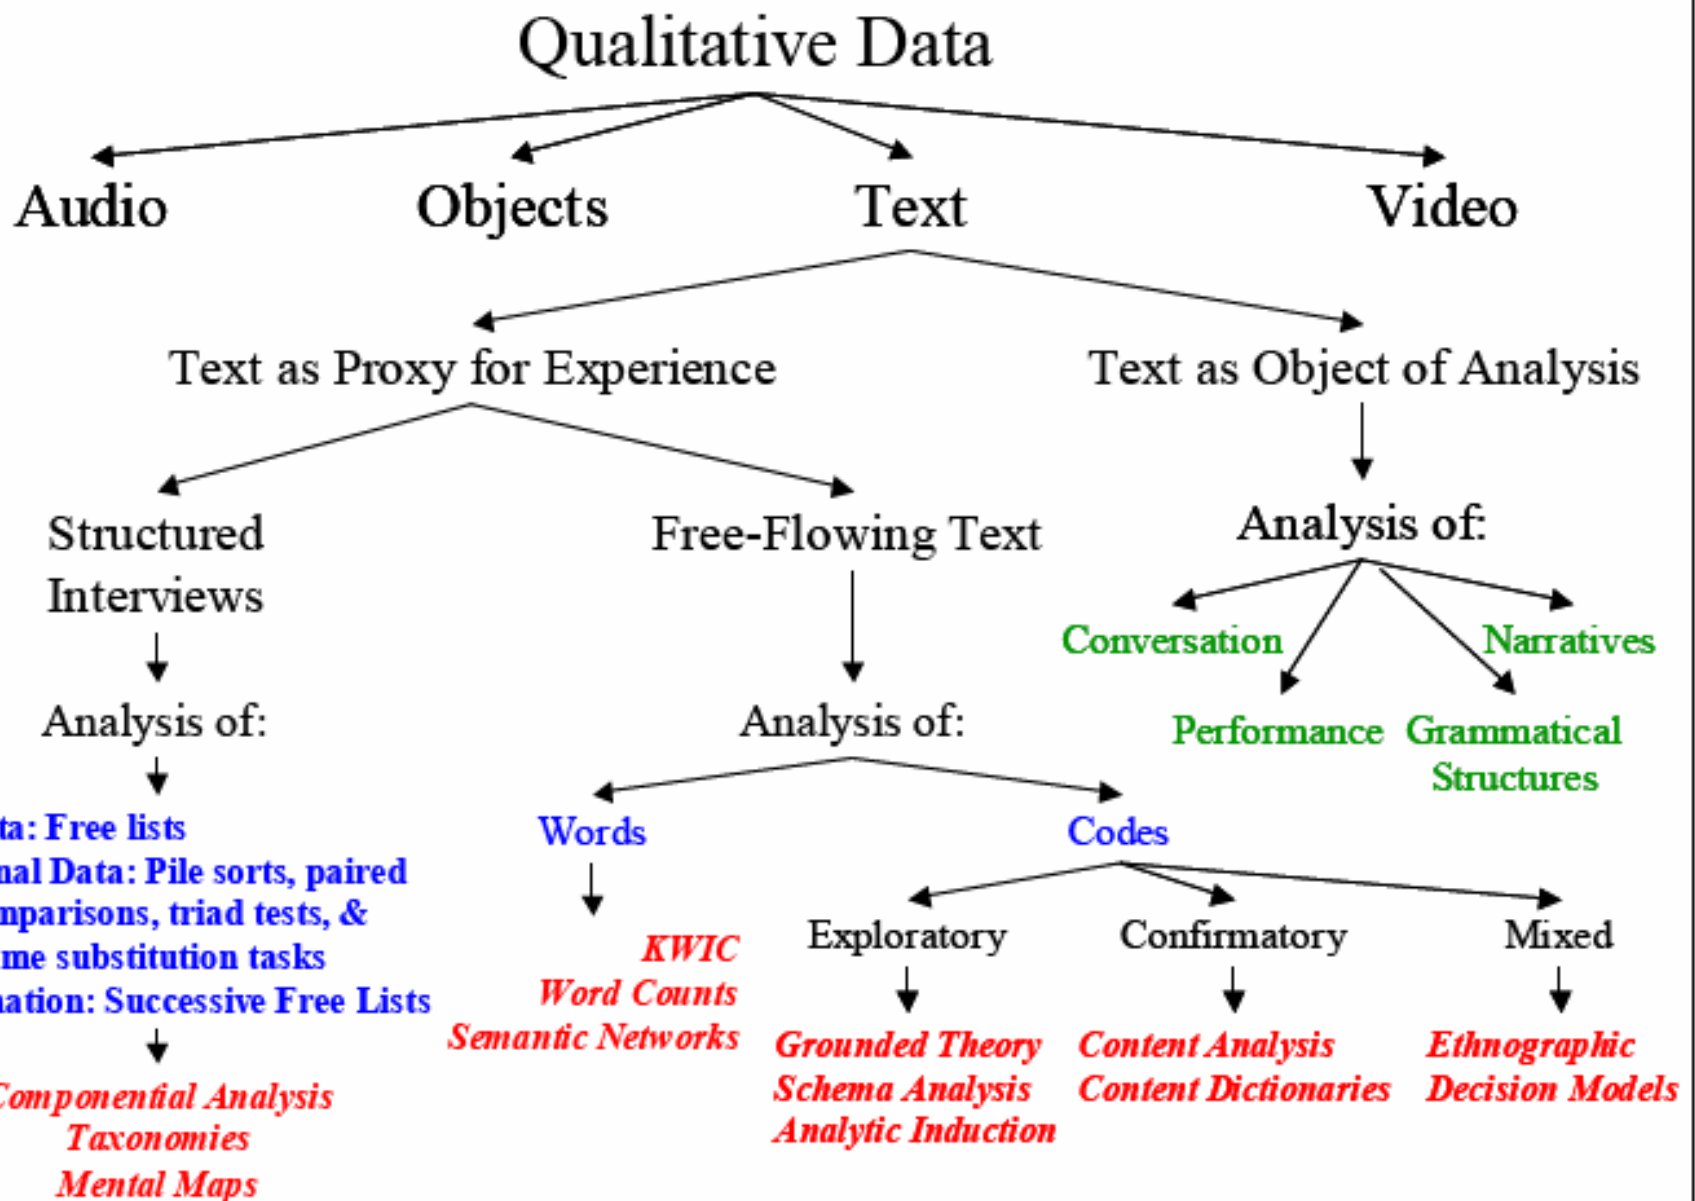 Qualitative Data
Audio
Objects
Text
Video
Text as Proxy for Experience
Text as Object of Analysis
Structured
Interviews
Free-Flowing Text
Analysis of:
Conversation
Narratives
Performance
Grammatical
Structures
Analysis of:
Analysis of:
Free lists
Data: Pile sorts, paired
triad tests, &
substitution tasks
Successive Free Lists
Words
Codes
KWIC
Word Counts
Semantic Networks
Exploratory
Confirmatory
Mixed
Grounded Theory
Schema Analysis
Analytic Induction
Content Analysis
Content Dictionaries
Ethnographic
Decision Models
Componential Analysis
Taxonomies
Mental Maps